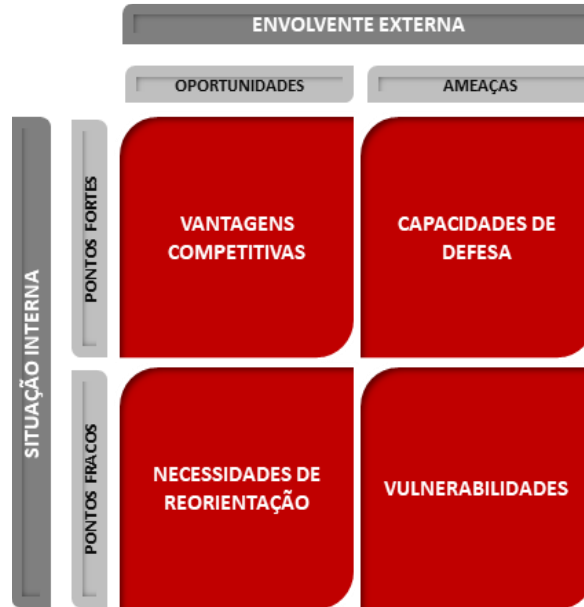 ENVOLVENTE EXTERNA
OPORTUNIDADES
AMEAÇAS
SITUAÇÃO INTERNA
PONTOS FORTES
VANTAGENS
COMPETITIVAS
CAPACIDADES DE
DEFESA
PONTOS FRACOS
NECESSIDADES DE
REORIENTAÇÃO
VULNERABILIDADES